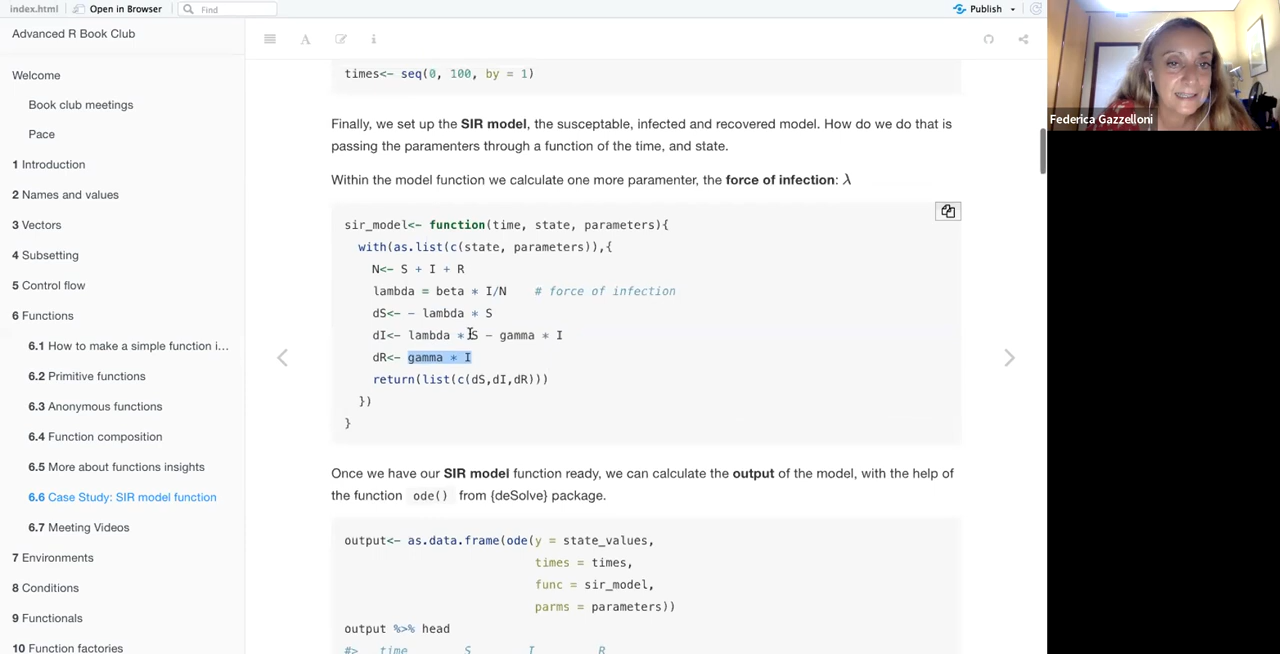 index.html
Open in Browser
Find
Publish
Advanced R Book Club
Welcome
Book club meetings
Pace
1 Introduction
2 Names and values
3 Vectors
4 Subsetting
5 Control flow
6 Functions
6.1 How to make a simple function i...
6.2 Primitive functions
6.3 Anonymous functions
6.4 Function composition
6.5 More about functions insights
6.6 Case Study: SIR model function
6.7 Meeting Videos
7 Environments
8 Conditions
9 Functionals
10 Function factories
times<- seq(0, 100, by = 1)
Finally, we set up the SIR model, the susceptable, infected and recovered model. How do we do that is
passing the paramenters through a function of the time, and state.
Within the model function we calculate one more paramenter, the force of infection: λ
sir_model<- function(time, state, parameters){
with(as.list(c(state, parameters)),{
N<- S + I + R
lambda = beta * I/N # force of infection
dS<- - lambda * S
dI<- lambda * S - gamma * I
dR<- gamma * I
return(list(c(dS,dI,dR)))
})
}
Once we have our SIR model function ready, we can calculate the output of the model, with the help of
the function ode() from {deSolve} package.
output<- as.data.frame(ode(y = state_values,
times = times,
func = sir_model,
parms = parameters))
output %>% head
#> time S I R
Federica Gazzelloni